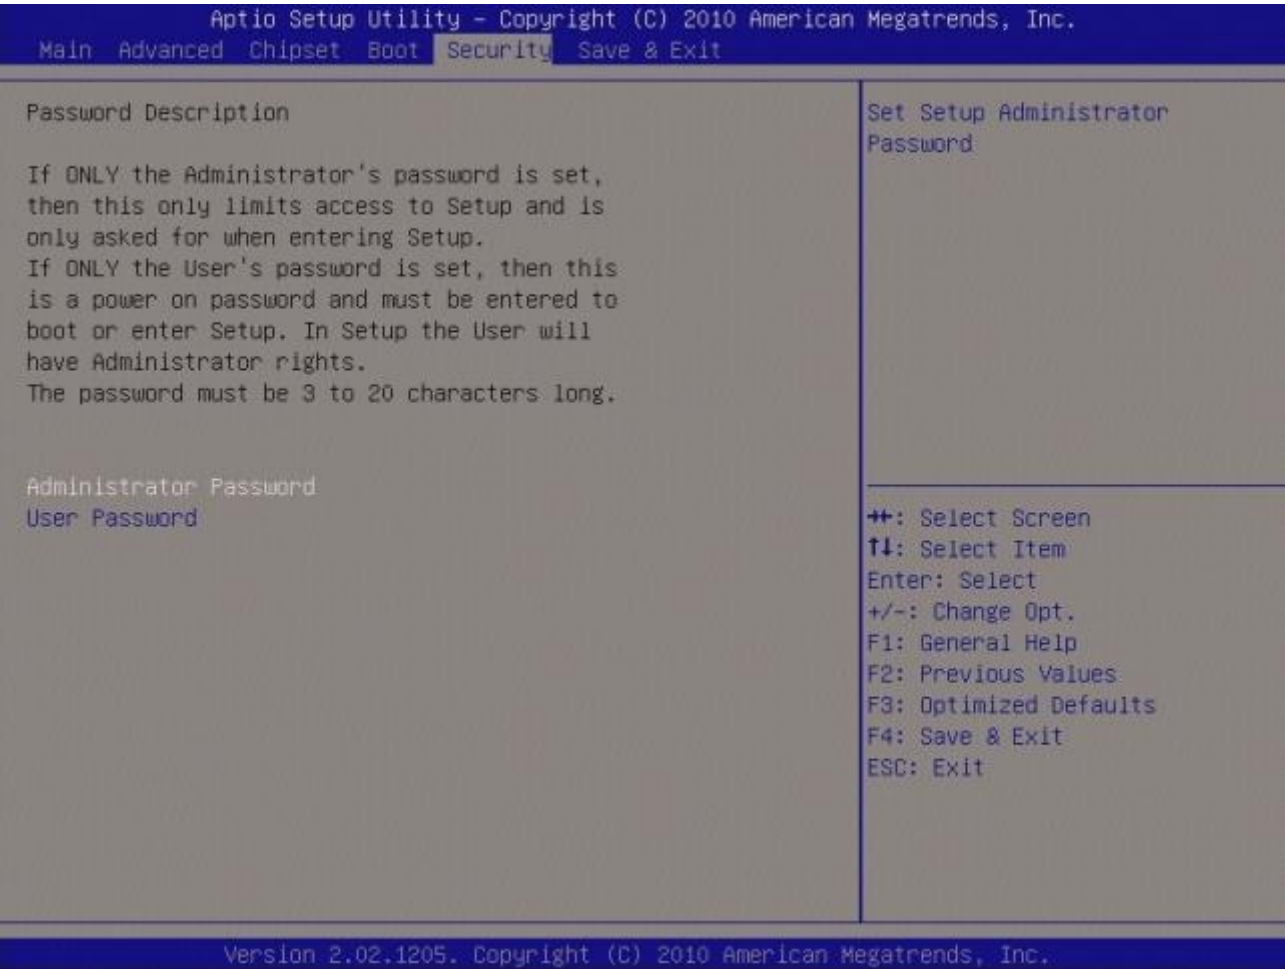 Aptio Setup Utility – Copyright (C) 2010 American Megatrends, Inc.
Main Advanced Chipset Boot Security Save & Exit
Password Description
If ONLY the Administrator's password is set,
then this only limits access to Setup and is
only asked for when entering Setup.
If ONLY the User's password is set, then this
is a power on password and must be entered to
boot or enter Setup. In Setup the User will
have Administrator rights.
The password must be 3 to 20 characters long.
Administrator Password
User Password
Set Setup Administrator
Password
→←: Select Screen
↑↓: Select Item
Enter: Select
+/-: Change Opt.
F1: General Help
F2: Previous Values
F3: Optimized Defaults
F4: Save & Exit
ESC: Exit
Version 2.02.1205. Copyright (C) 2010 American Megatrends, Inc.